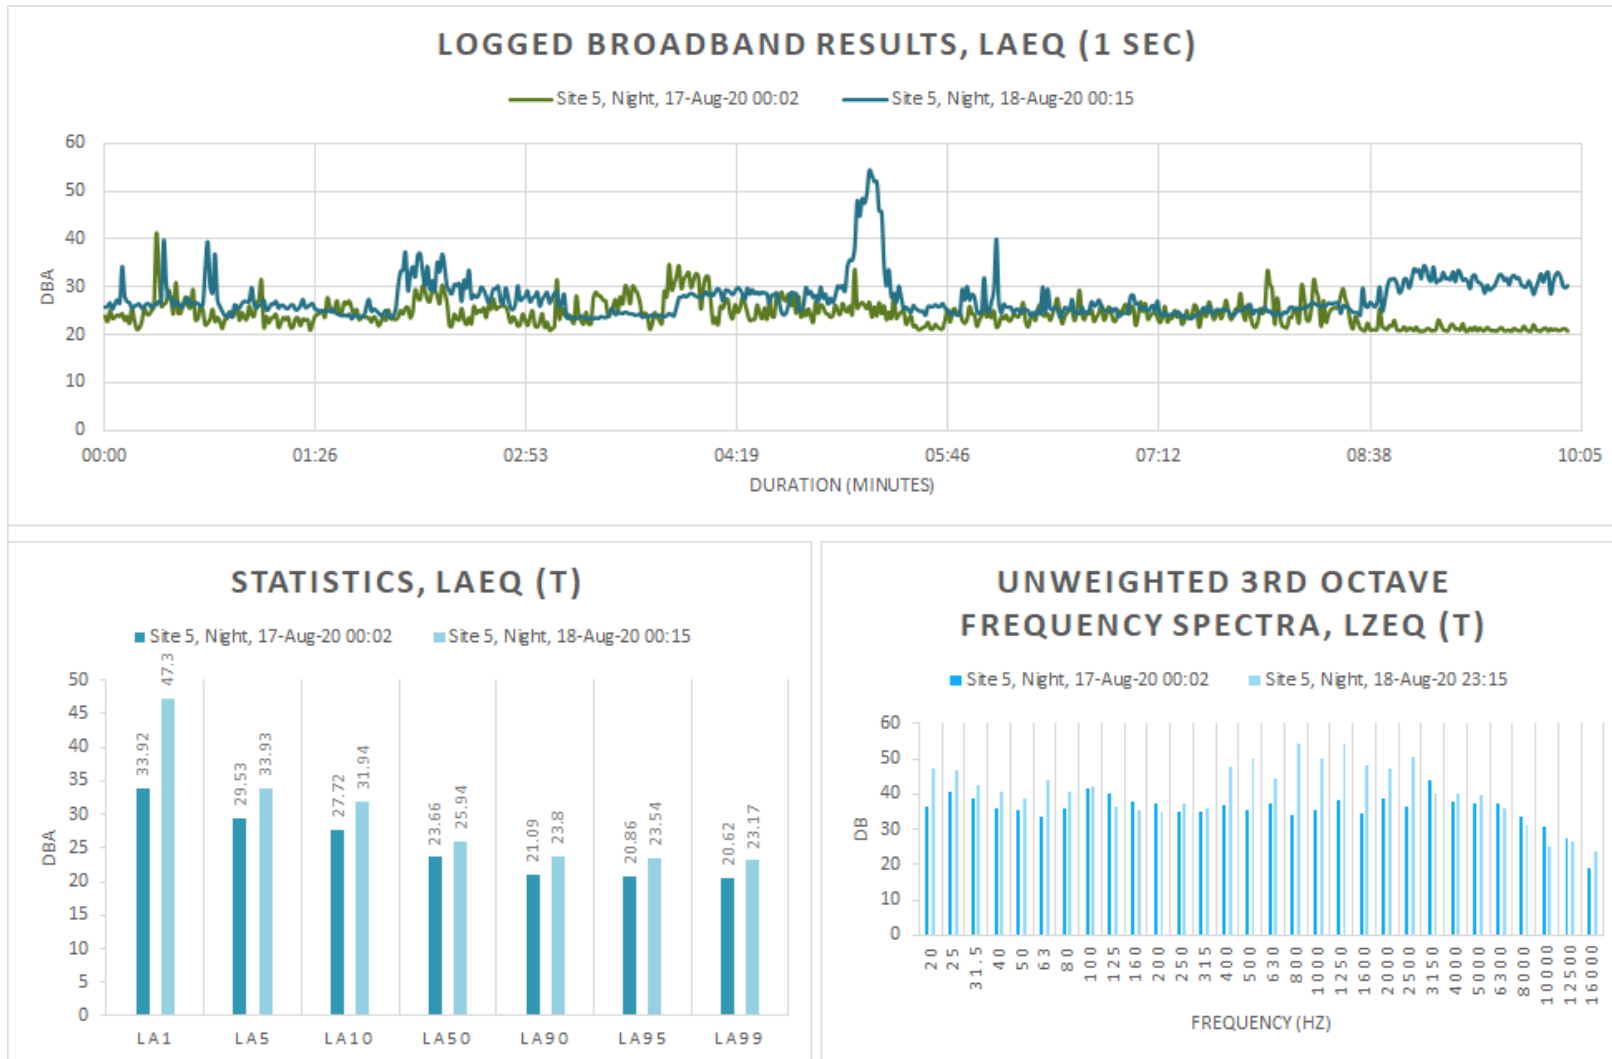 LOGGED BROADBAND RESULTS, LAEQ (1 SEC)
Site 5, Night, 17-Aug-20 00:02 Site 5, Night, 18-Aug-20 00:15
60
50
40
30
20
10
0
DBA
00:00 01:26 02:53 04:19 05:46 07:12 08:38 10:05
DURATION (MINUTES)
STATISTICS, LAEQ (T)
Site 5, Night, 17-Aug-20 00:02 Site 5, Night, 18-Aug-20 00:15
50
45
40
35
30
25
20
15
10
5
0
DBA
33.92 47.3 29.53 33.93 27.72 31.94 23.66 25.94 21.09 23.8 20.86 23.54 20.62 23.17
LA1 LA5 LA10 LA50 LA90 LA95 LA99
UNWEIGHTED 3RD OCTAVE
FREQUENCY SPECTRA, LZEQ (T)
Site 5, Night, 17-Aug-20 00:02 Site 5, Night, 18-Aug-20 23:15
60
50
40
30
20
10
0
DB
20 25 31.5 40 50 63 80 100 125 160 200 250 315 400 500 630 800 1000 1250 1600 2000 2500 3150 4000 5000 6300 8000 10000 12500 16000
FREQUENCY (HZ)